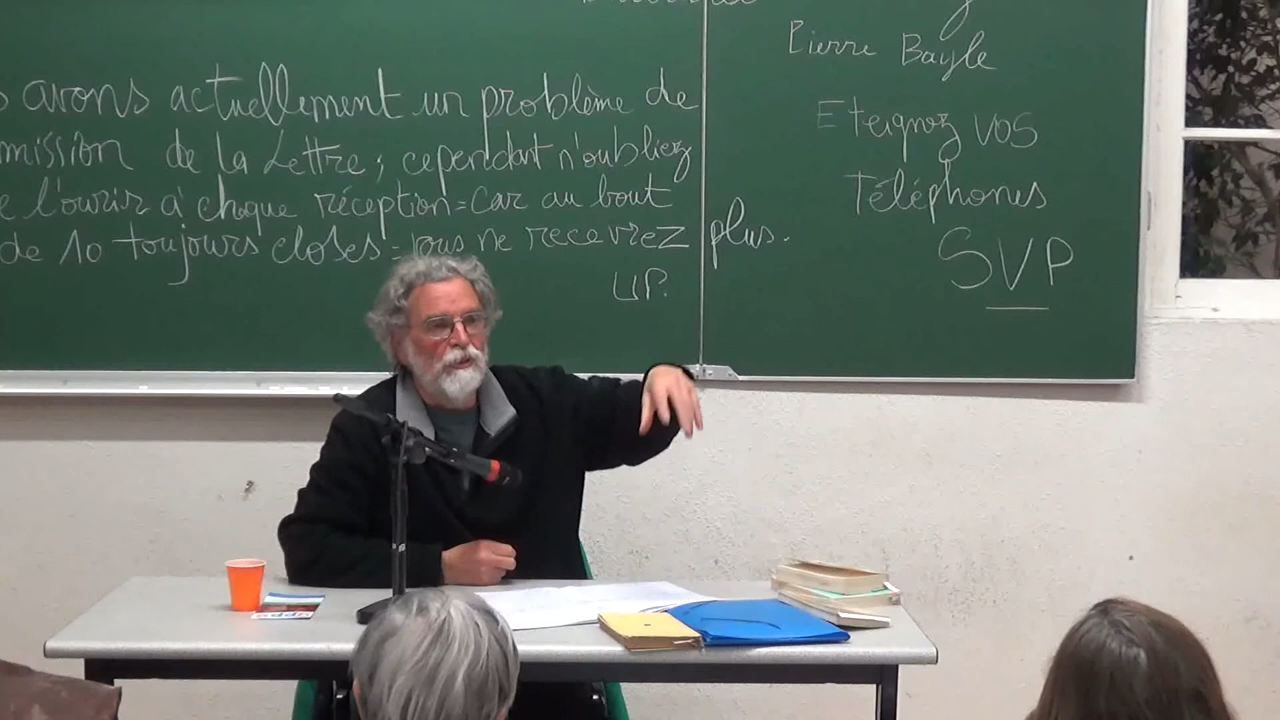 Pierre Bayle
s avons actuellement un problème de
mission de la Lettre ; cependant n'oubliez
e l'ouvrir à chaque réception = car au bout
de 10 toujours closes = vous ne recevrez plus.
UP.
Eteignez vos
Téléphones
SVP